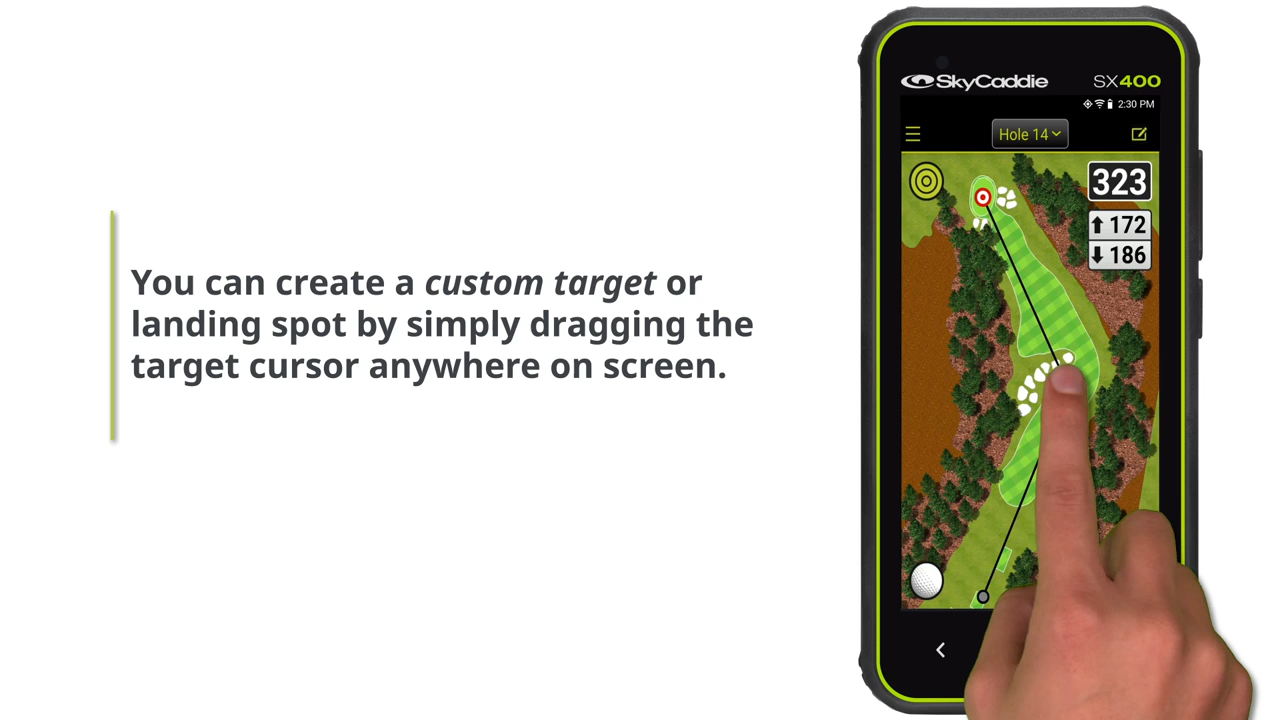 You can create a custom target or
landing spot by simply dragging the
target cursor anywhere on screen.
SkyCaddie SX400
2:30 PM
Hole 14
323
172
186